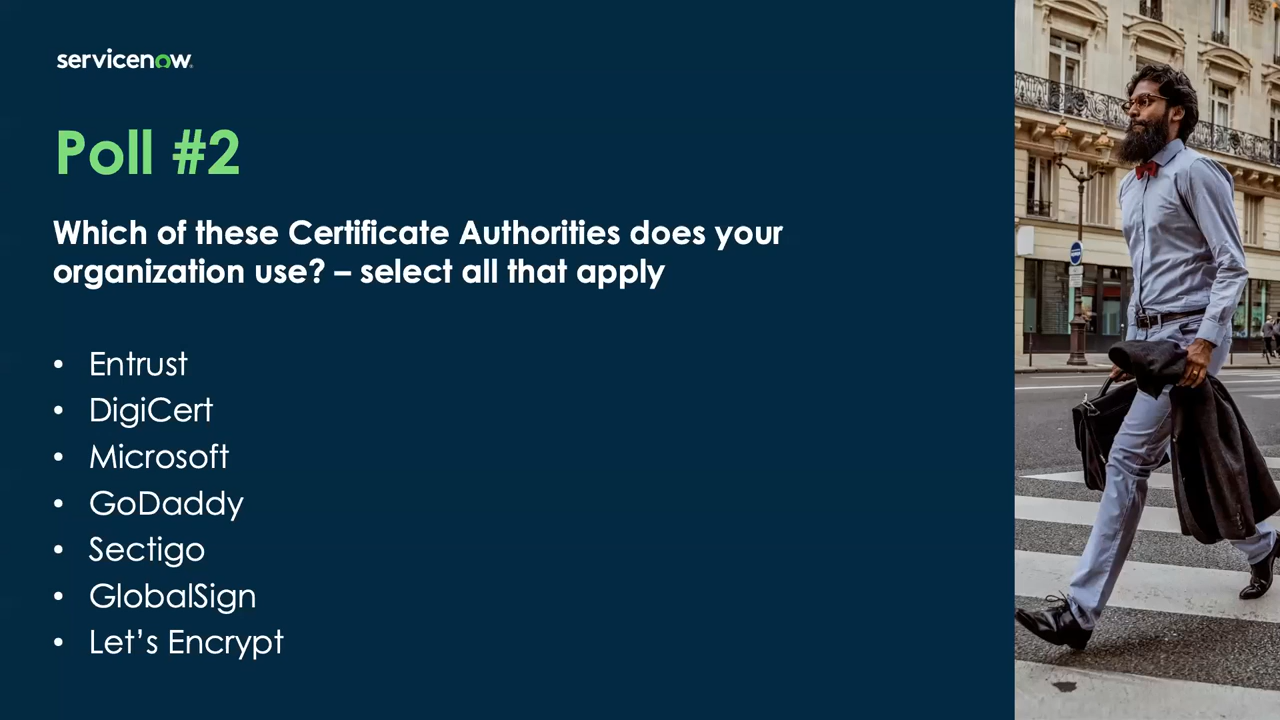 servicenow.
Poll #2
Which of these Certificate Authorities does your
organization use? – select all that apply
• Entrust
• DigiCert
• Microsoft
• GoDaddy
• Sectigo
• GlobalSign
• Let’s Encrypt